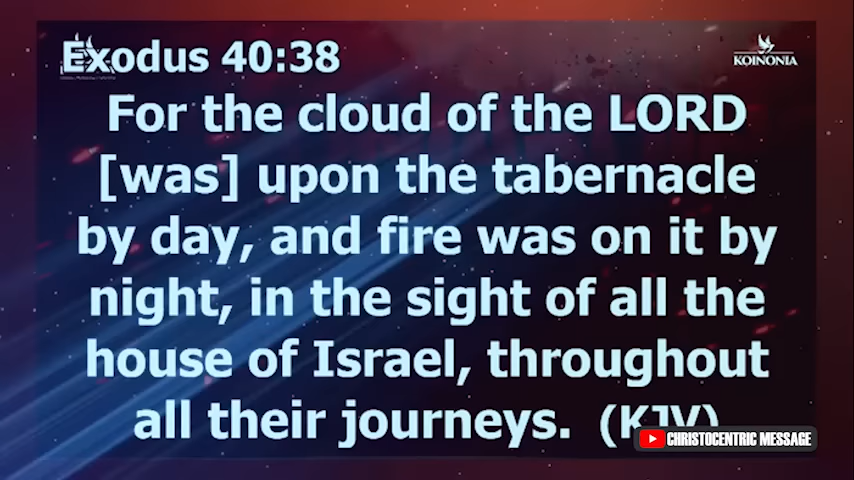 Exodus 40:38
KOINONIA
For the cloud of the LORD
[was] upon the tabernacle
by day, and fire was on it by
night, in the sight of all the
house of Israel, throughout
all their journeys. (KJV)
CHRISTOCENTRIC MESSAGE